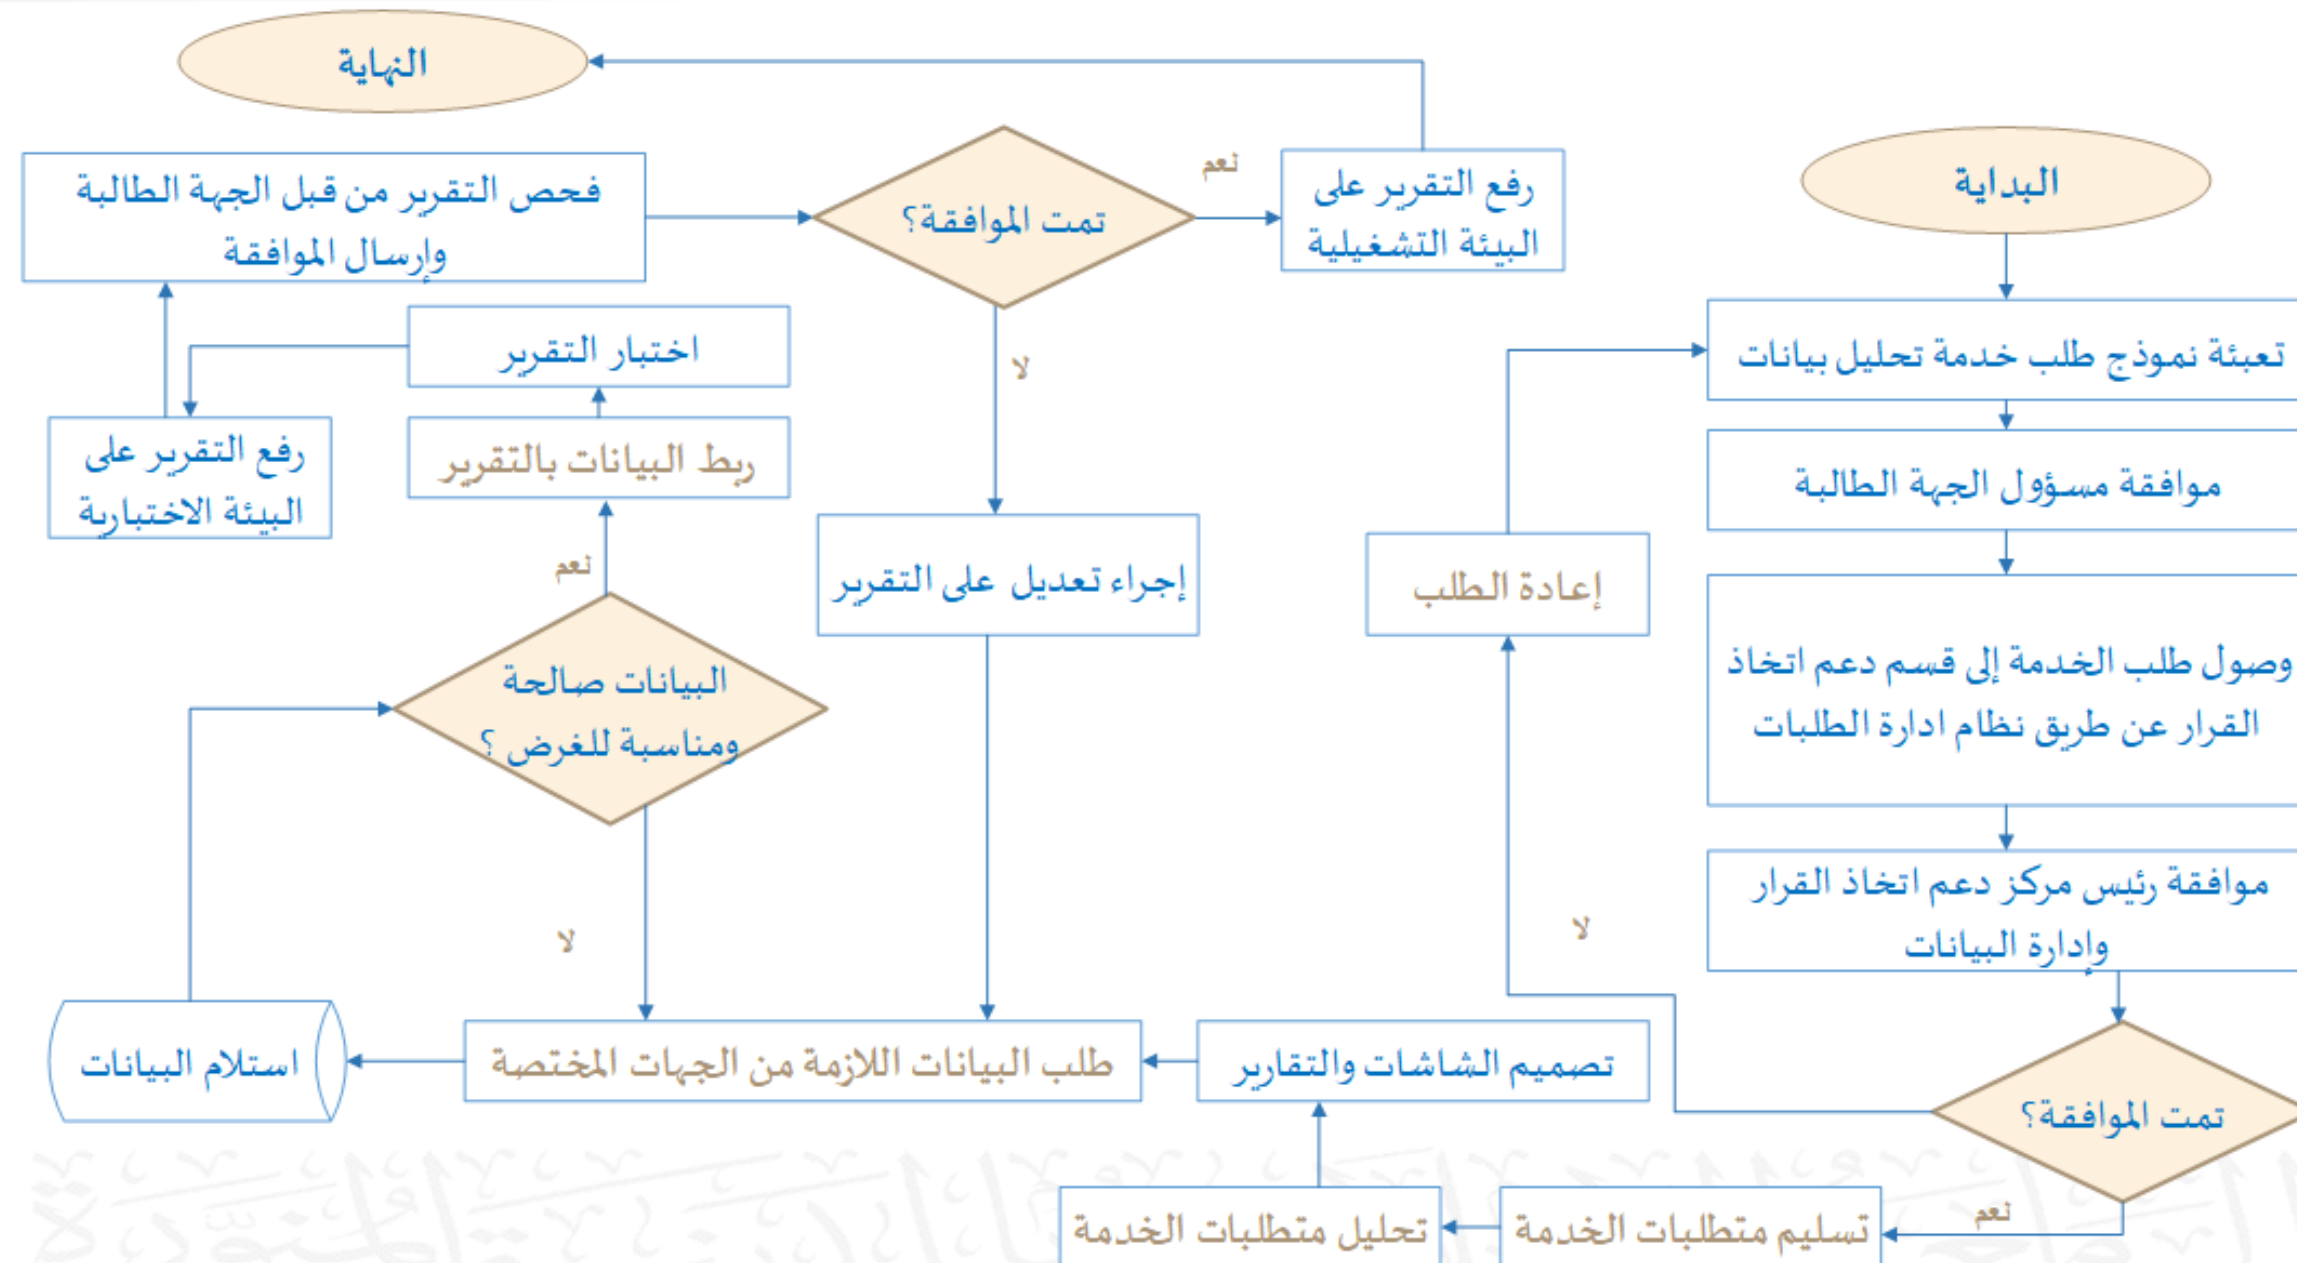 البداية
تعبئة نموذج طلب خدمة تحليل بيانات
موافقة مسؤول الجهة الطالبة
وصول طلب الخدمة إلى قسم دعم اتخاذ
القرار عن طريق نظام ادارة الطلبات
موافقة رئيس مركز دعم اتخاذ القرار
وإدارة البيانات
تمت الموافقة؟
لا
إعادة الطلب
نعم
تسليم متطلبات الخدمة
تحليل متطلبات الخدمة
تصميم الشاشات والتقارير
طلب البيانات اللازمة من الجهات المختصة
استلام البيانات
البيانات صالحة
ومناسبة للغرض ؟
لا
نعم
ربط البيانات بالتقرير
اختبار التقرير
رفع التقرير على
البيئة الاختبارية
فحص التقرير من قبل الجهة الطالبة
وإرسال الموافقة
تمت الموافقة؟
لا
إجراء تعديل على التقرير
نعم
رفع التقرير على
البيئة التشغيلية
النهاية